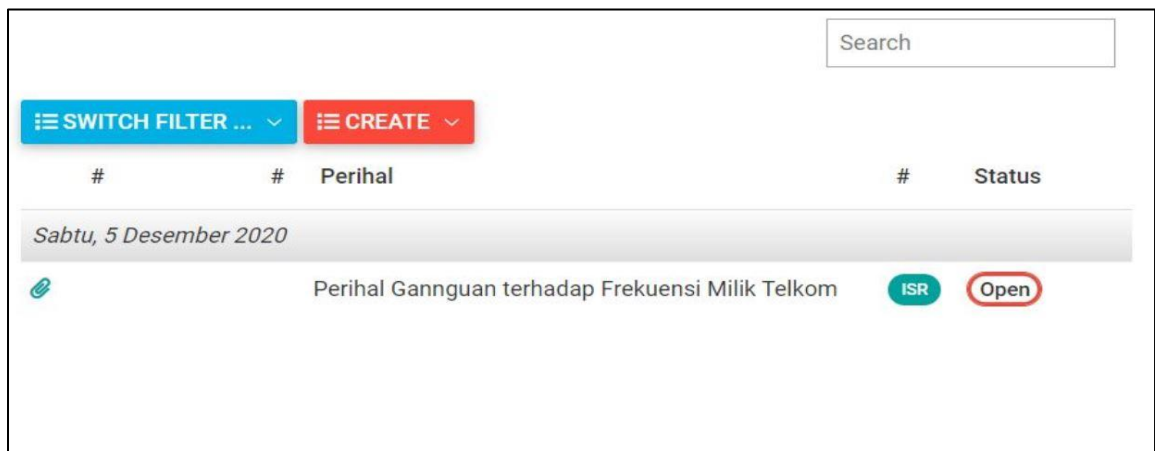 Search
SWITCH FILTER ... CREATE
# # Perihal # Status
Sabtu, 5 Desember 2020
Perihal Gannguan terhadap Frekuensi Milik Telkom ISR Open